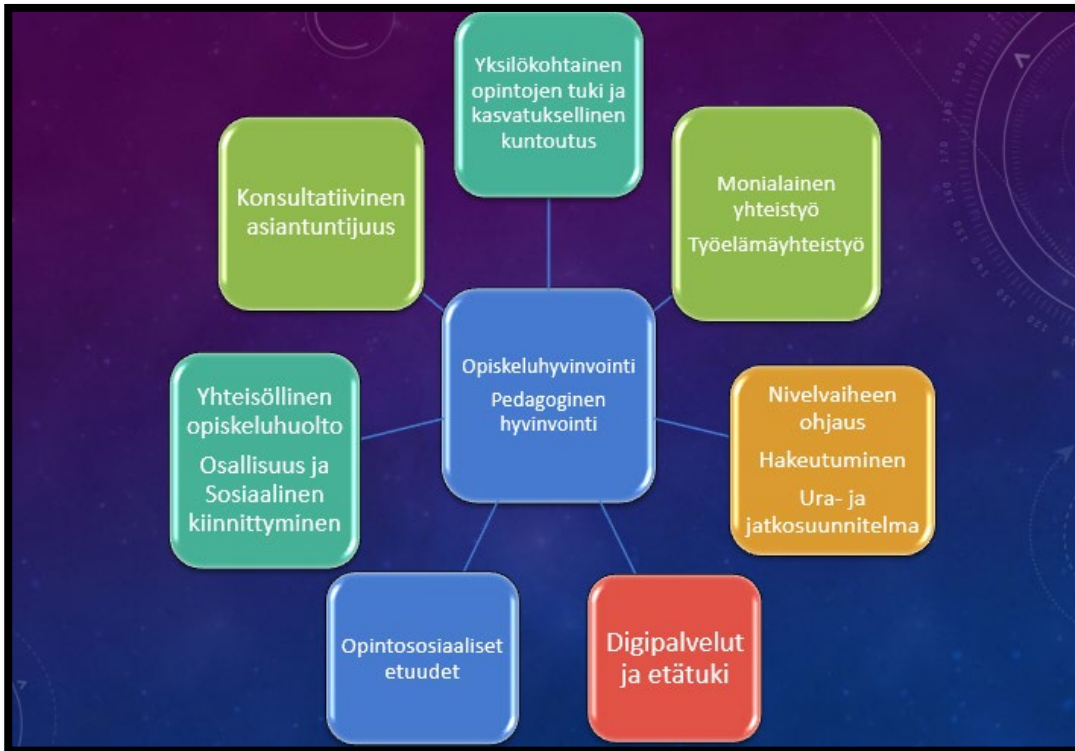 Yksilökohtainen
opintojen tuki ja
kasvatuksellinen
kuntoutus
Konsultatiivinen
asiantuntijuus
Monialainen
yhteistyö
Työelämäyhteistyö
Opiskeluhyvinvointi
Pedagoginen
hyvinvointi
Yhteisöllinen
opiskeluhuolto
Osallisuus ja
Sosiaalinen
kiinnittyminen
Nivelvaiheen
ohjaus
Hakeutuminen
Ura- ja
jatkosuunnitelma
Opintososiaaliset
etuudet
Digipalvelut
ja etätuki